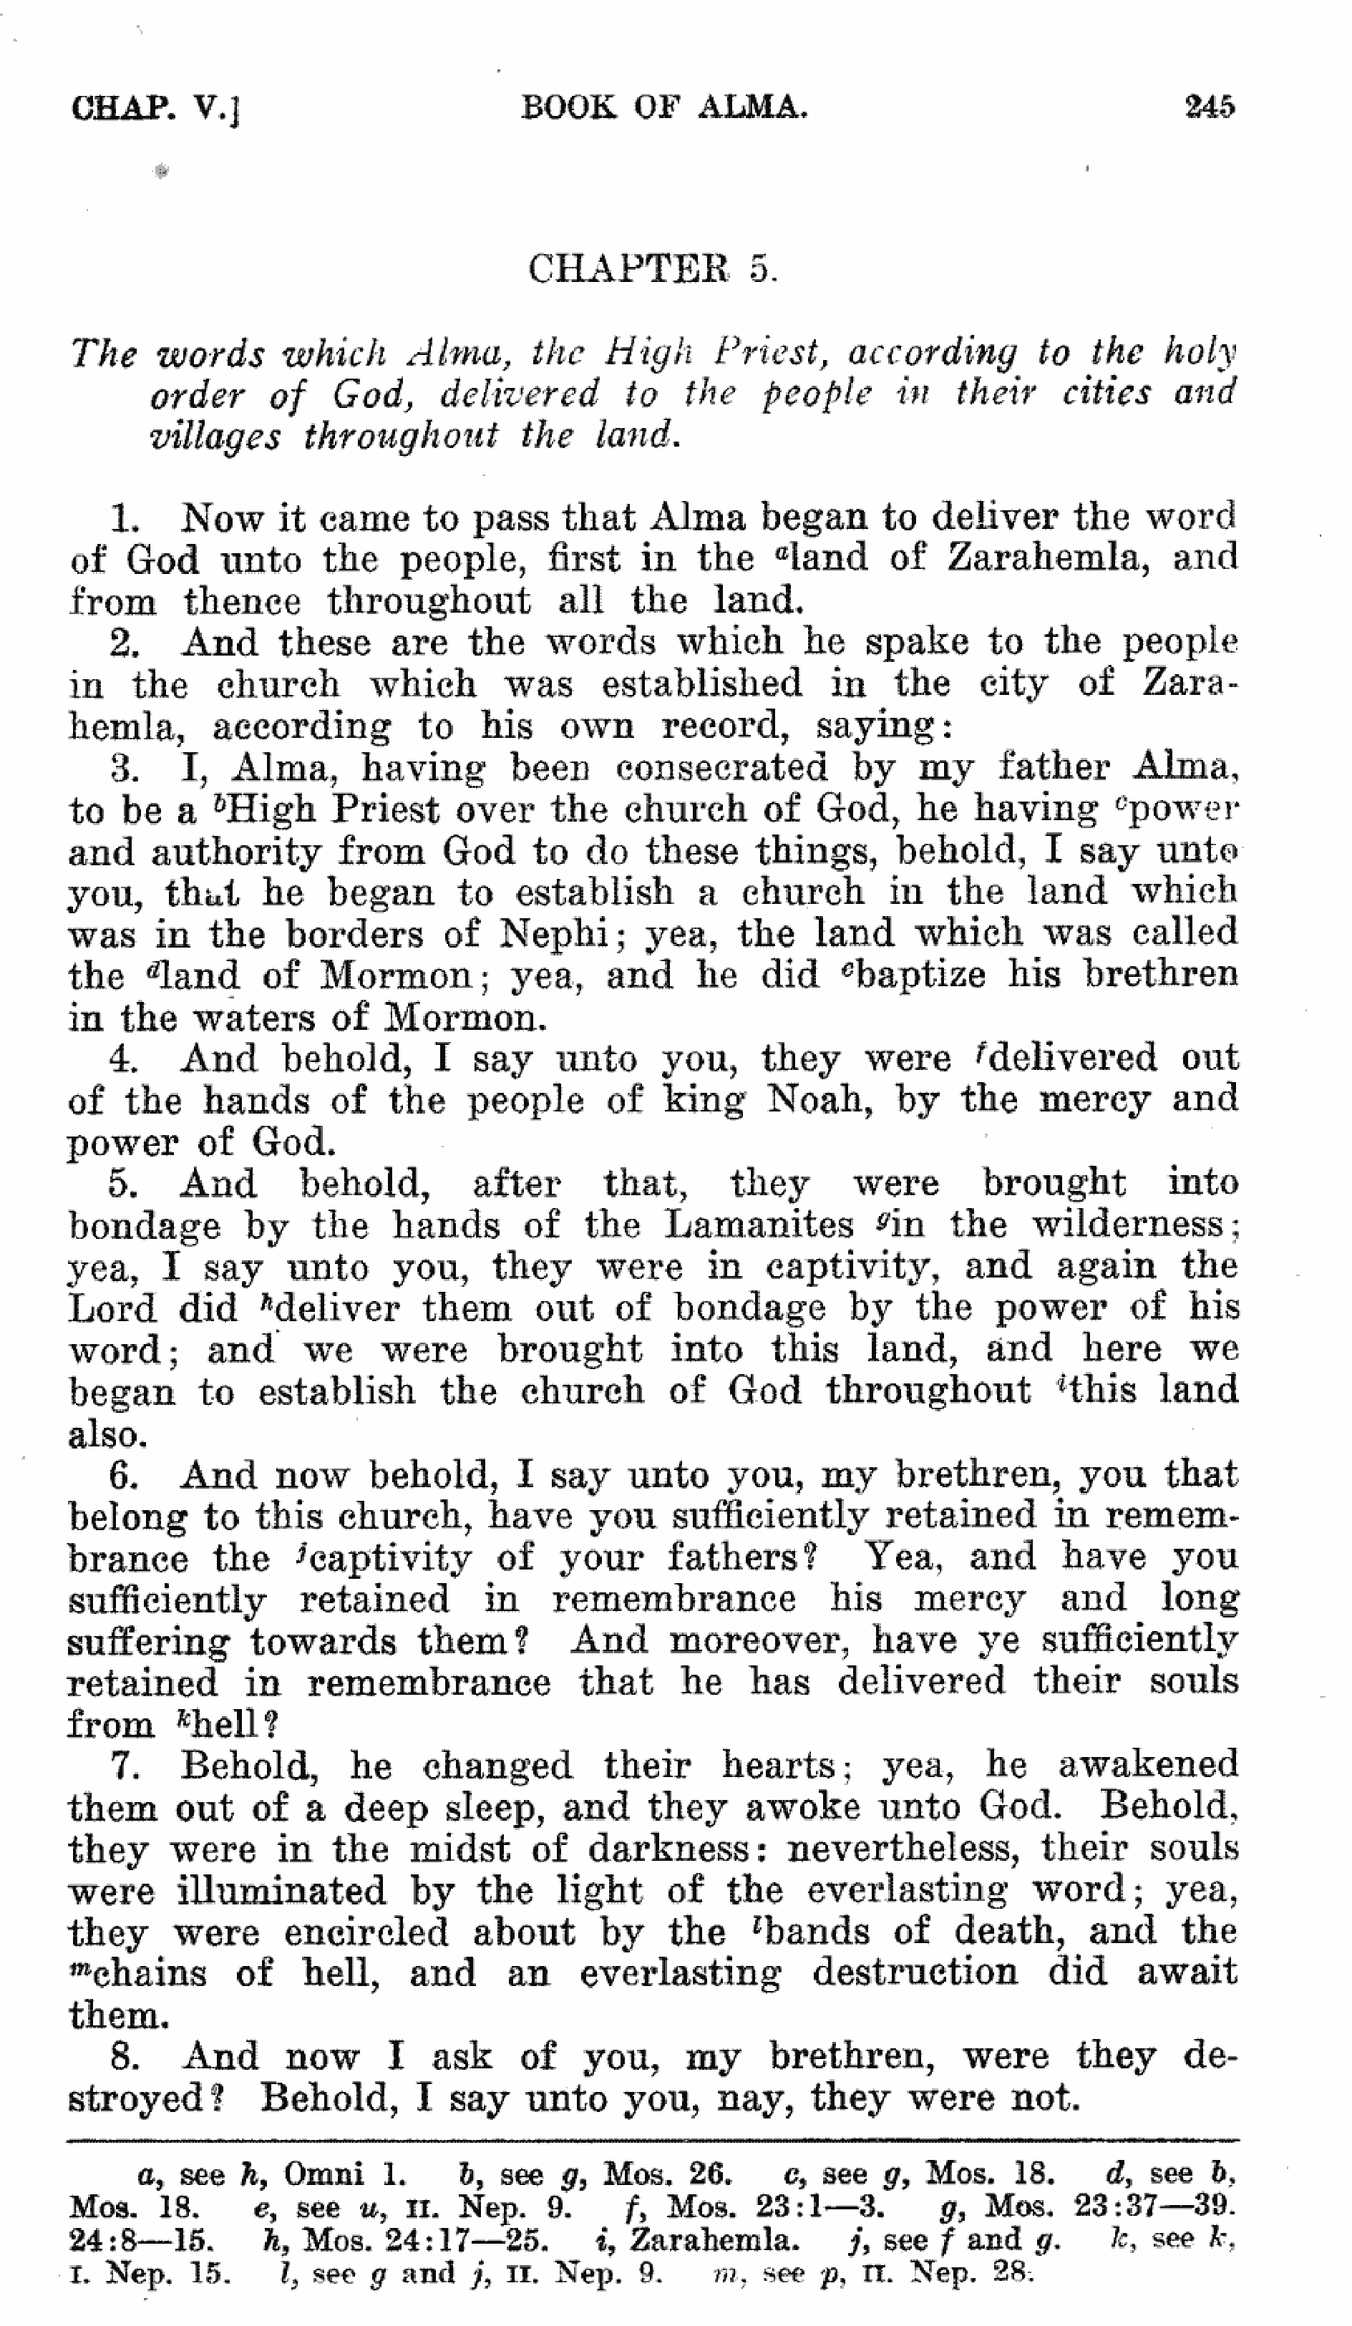 CHAP. V.] BOOK OF ALMA. 245
CHAPTER 5.
The words which Alma, the High Priest, according to the holy
order of God, delivered to the people in their cities and
villages throughout the land.
1. Now it came to pass that Alma began to deliver the word
of God unto the people, first in the aland of Zarahemla, and
from thence throughout all the land.
2. And these are the words which he spake to the people
in the church which was established in the city of Zara-
hemla, according to his own record, saying:
3. I, Alma, having been consecrated by my father Alma,
to be a bHigh Priest over the church of God, he having cpower
and authority from God to do these things, behold, I say unto
you, that he began to establish a church in the land which
was in the borders of Nephi; yea, the land which was called
the dland of Mormon; yea, and he did ebaptize his brethren
in the waters of Mormon.
4. And behold, I say unto you, they were fdelivered out
of the hands of the people of king Noah, by the mercy and
power of God.
5. And behold, after that, they were brought into
bondage by the hands of the Lamanites gin the wilderness;
yea, I say unto you, they were in captivity, and again the
Lord did hdeliver them out of bondage by the power of his
word; and we were brought into this land, and here we
began to establish the church of God throughout ithis land
also.
6. And now behold, I say unto you, my brethren, you that
belong to this church, have you sufficiently retained in remem-
brance the jcaptivity of your fathers? Yea, and have you
sufficiently retained in remembrance his mercy and long
suffering towards them? And moreover, have ye sufficiently
retained in remembrance that he has delivered their souls
from khell?
7. Behold, he changed their hearts; yea, he awakened
them out of a deep sleep, and they awoke unto God. Behold,
they were in the midst of darkness: nevertheless, their souls
were illuminated by the light of the everlasting word; yea,
they were encircled about by the lbands of death, and the
mchains of hell, and an everlasting destruction did await
them.
8. And now I ask of you, my brethren, were they de-
stroyed? Behold, I say unto you, nay, they were not.
a, see h, Omni 1. b, see g, Mos. 26. c, see g, Mos. 18. d, see b,
Mos. 18. e, see u, II. Nep. 9. f, Mos. 23:1—3. g, Mos. 23:37—39.
24:8—15. h, Mos. 24:17—25. i, Zarahemla. j, see f and g. k, see k,
I. Nep. 15. l, see g and j, II. Nep. 9. m, see p, II. Nep. 28.